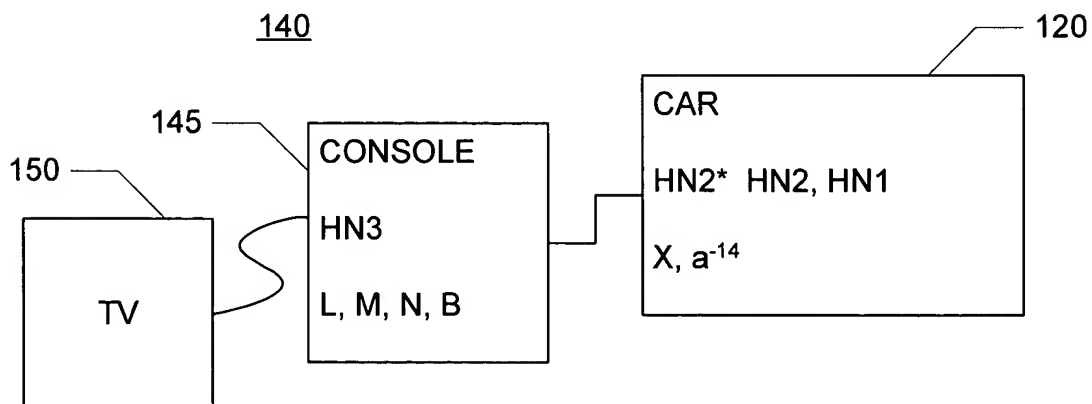 140
120
145
150
CAR
HN2* HN2, HN1
X, a⁻¹⁴
CONSOLE
HN3
L, M, N, B
TV